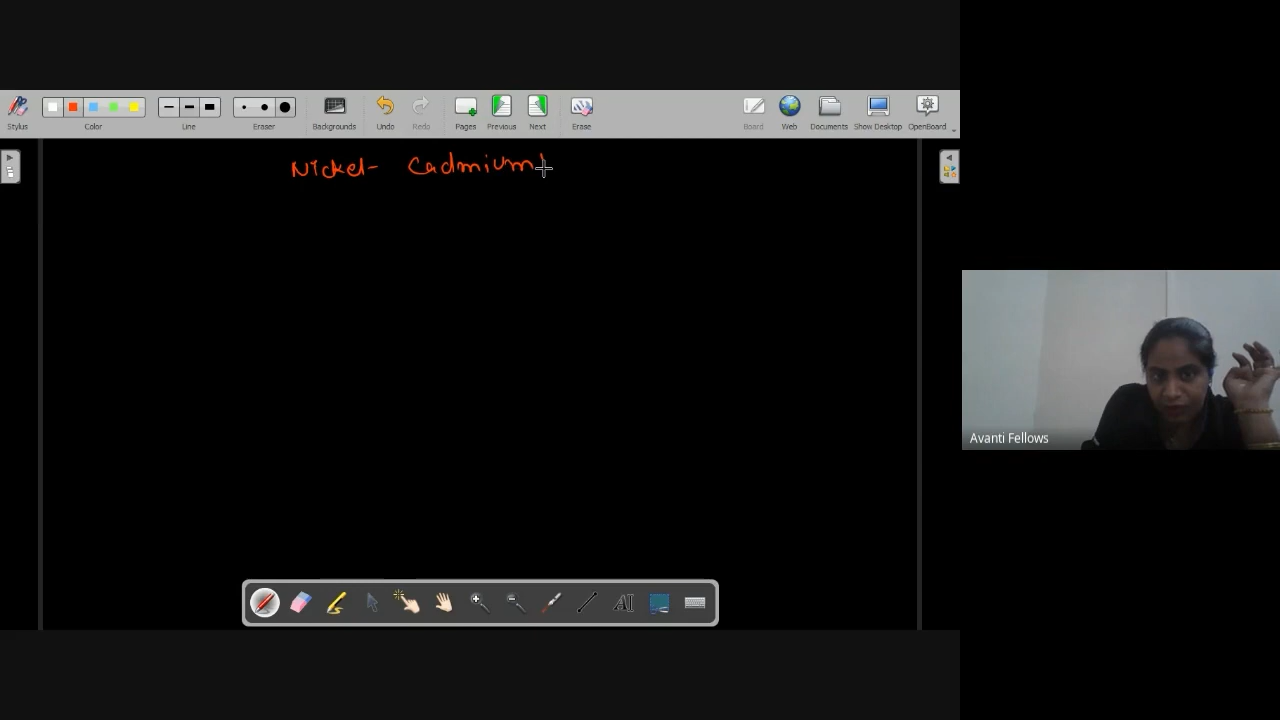 Stylus Color Line Eraser Backgrounds Undo Redo Pages Previous Next Erase Board Web Documents Show Desktop OpenBoard
Nickel- Cadmium
AI
Avanti Fellows